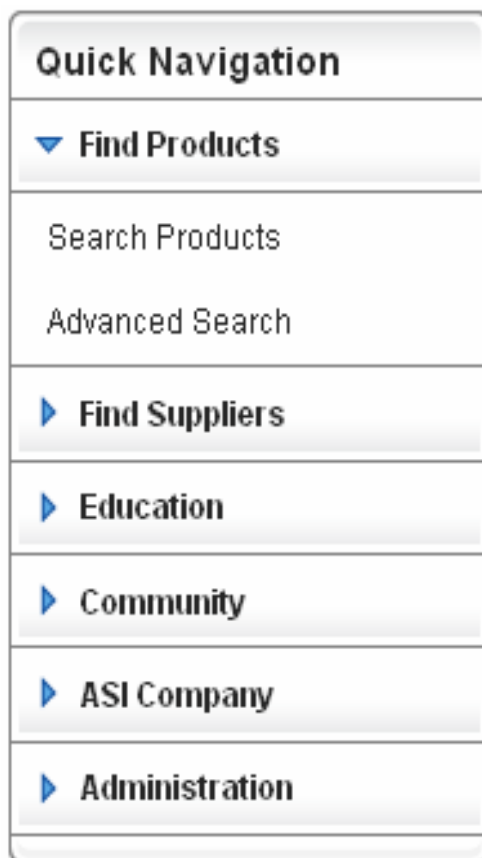 Quick Navigation
Find Products
Search Products
Advanced Search
Find Suppliers
Education
Community
ASI Company
Administration